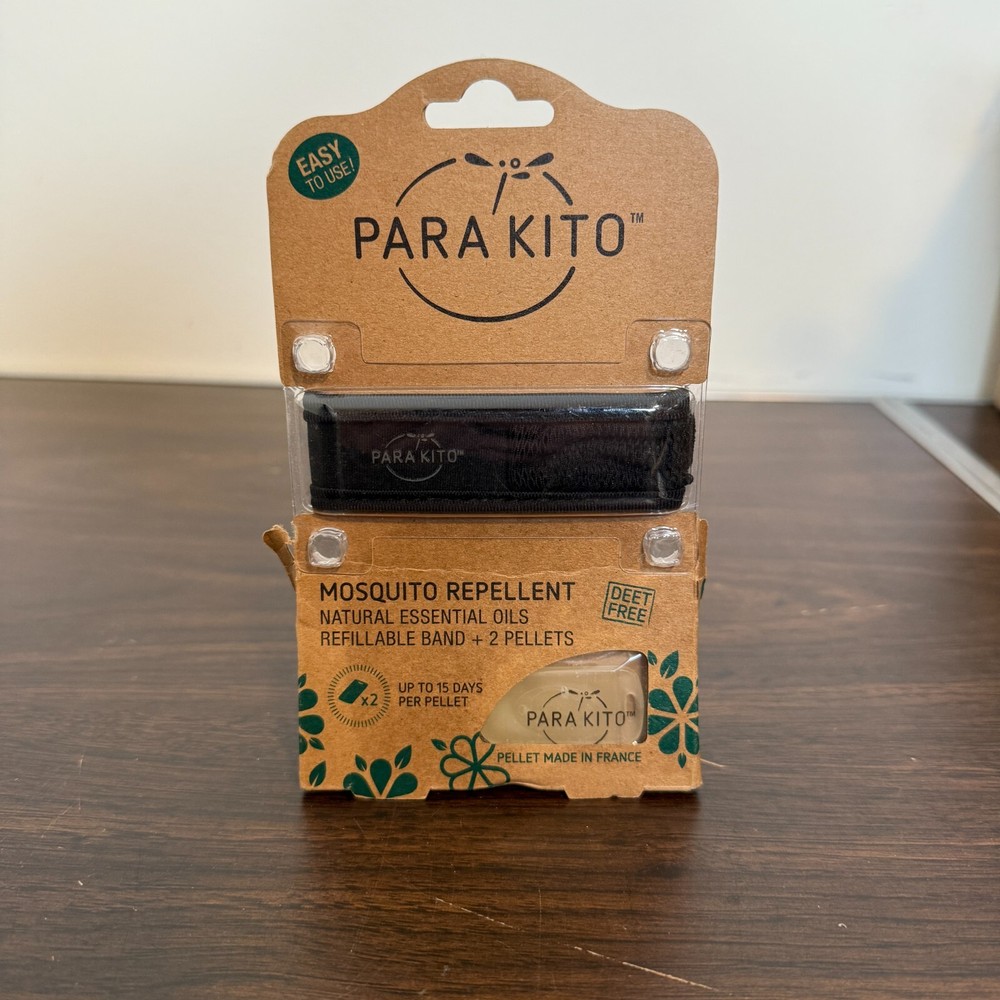 EASY
TO USE!
PARA KITO™
PARA KITO™
MOSQUITO REPELLENT
NATURAL ESSENTIAL OILS
REFILLABLE BAND + 2 PELLETS
DEET
FREE
x2
UP TO 15 DAYS
PER PELLET
PARA KITO™
PELLET MADE IN FRANCE